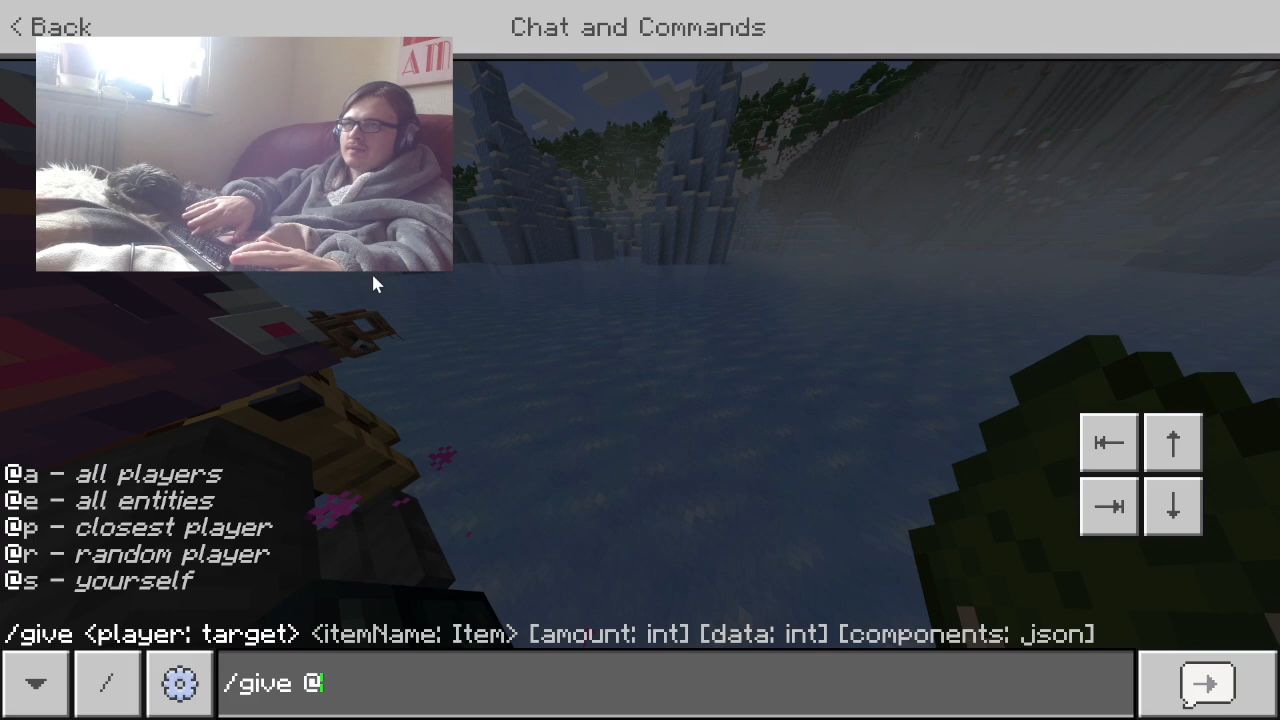 < Back
Chat and Commands
AIN
@a - all players
@e - all entities
@p - closest player
@r - random player
@s - yourself
/give <player: target> <itemName: Item> [amount: int] [data: int] [components: json]
/
/give @